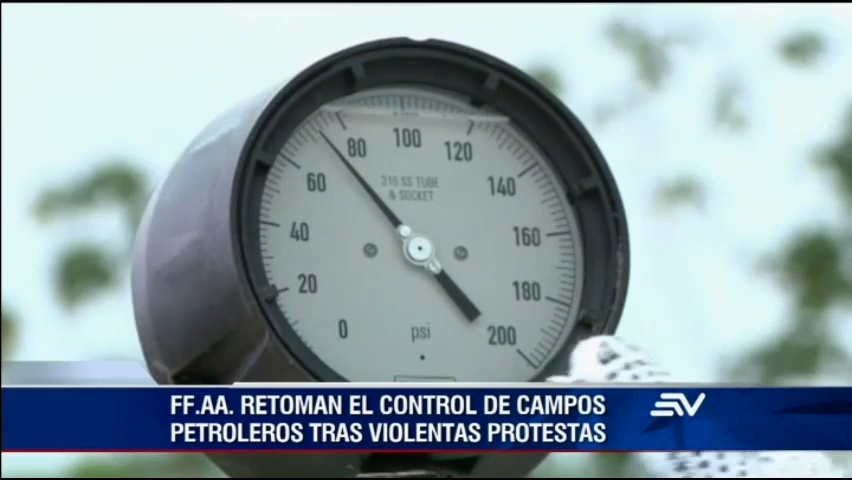 80
100
120
60
316 SS TUBE
& SOCKET
140
40
160
20
180
0
psi
200
FF.AA. RETOMAN EL CONTROL DE CAMPOS
PETROLEROS TRAS VIOLENTAS PROTESTAS